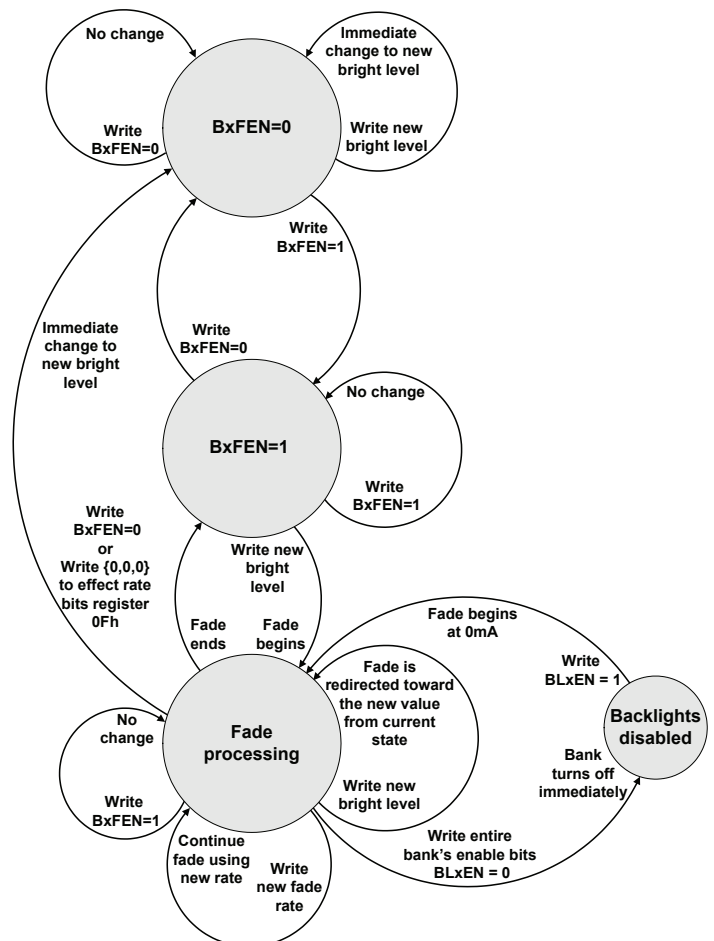 No change
Write
BxFEN=0
BxFEN=0
Immediate
change to new
bright level
Write new
bright level
Write
BxFEN=1
Write
BxFEN=0
Immediate
change to
new bright
level
BxFEN=1
No change
Write
BxFEN=1
Write
BxFEN=0
or
Write {0,0,0}
to effect rate
bits register
0Fh
Write new
bright
level
Fade
ends
Fade
begins
Fade begins
at 0mA
Write
BLxEN = 1
Fade is
redirected toward
the new value
from current
state
Write new
bright level
Fade
processing
Backlights
disabled
No
change
Write
BxFEN=1
Bank
turns off
immediately
Continue
fade using
new rate
Write
new fade
rate
Write entire
bank's enable bits
BLxEN = 0